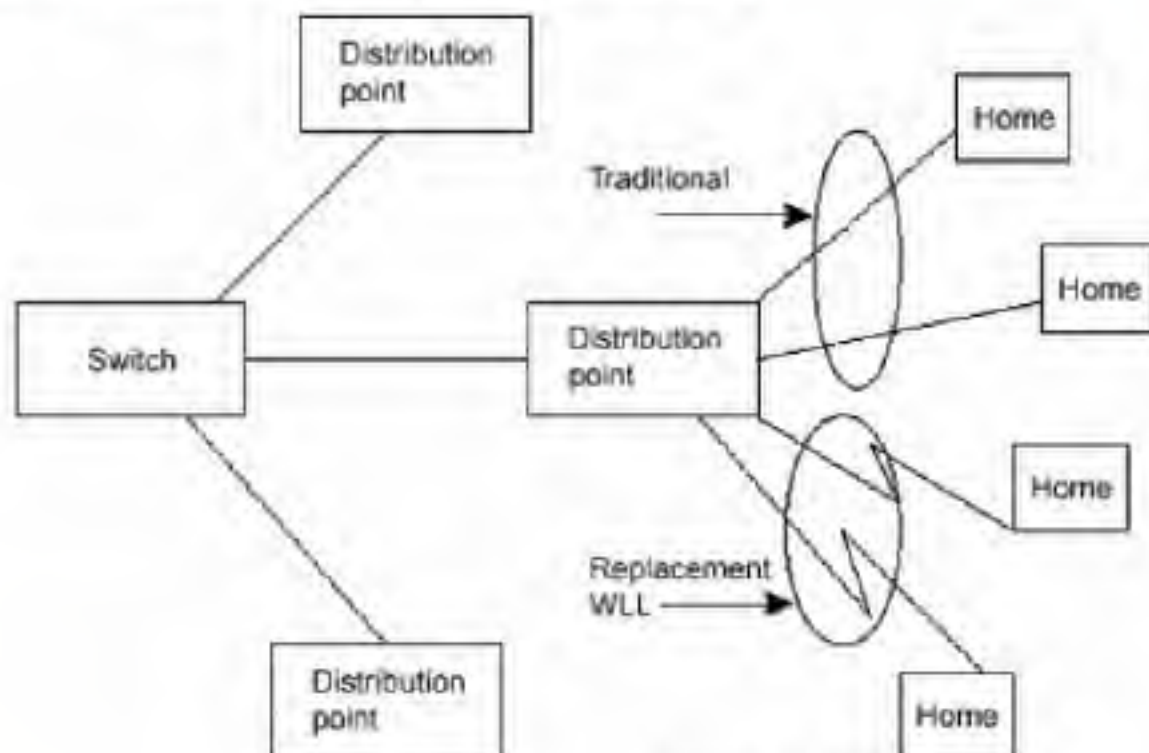 Distribution
point
Home
Traditional
Home
Switch
Distribution
point
Home
Replacement
WLL
Distribution
point
Home